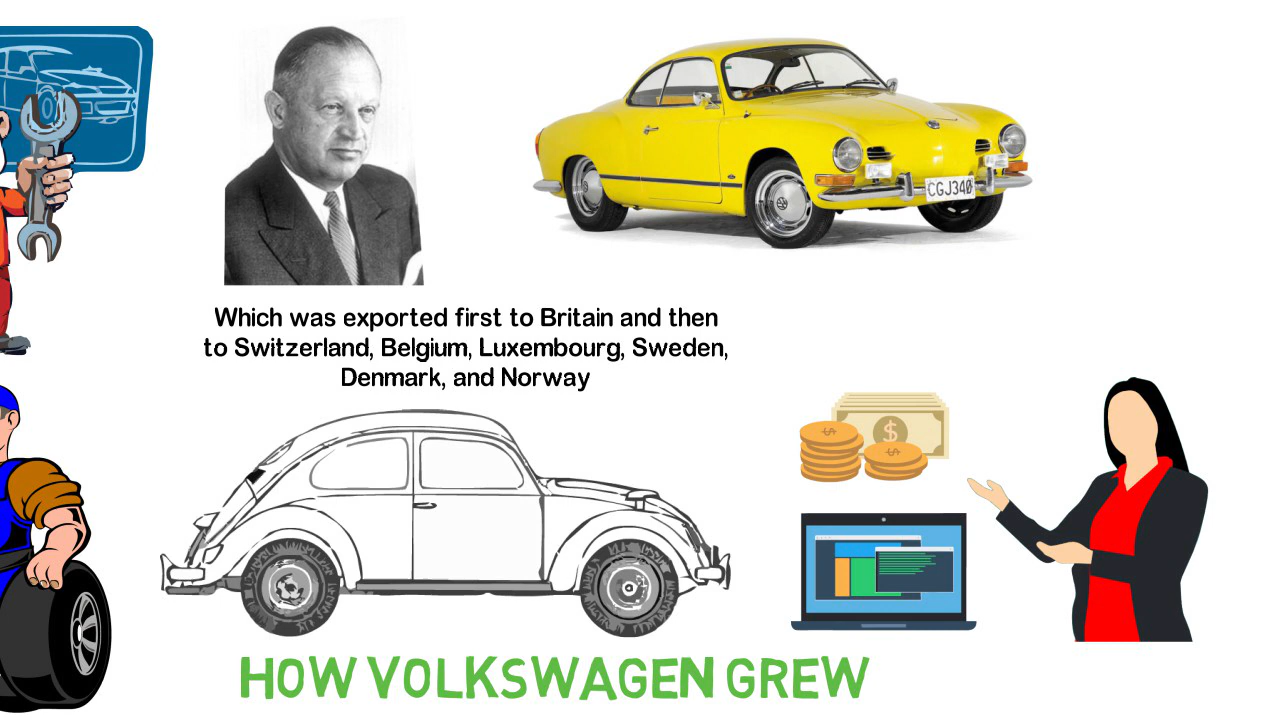 CGJ340
Which was exported first to Britain and then
to Switzerland, Belgium, Luxembourg, Sweden,
Denmark, and Norway
$
HOW VOLKSWAGEN GREW